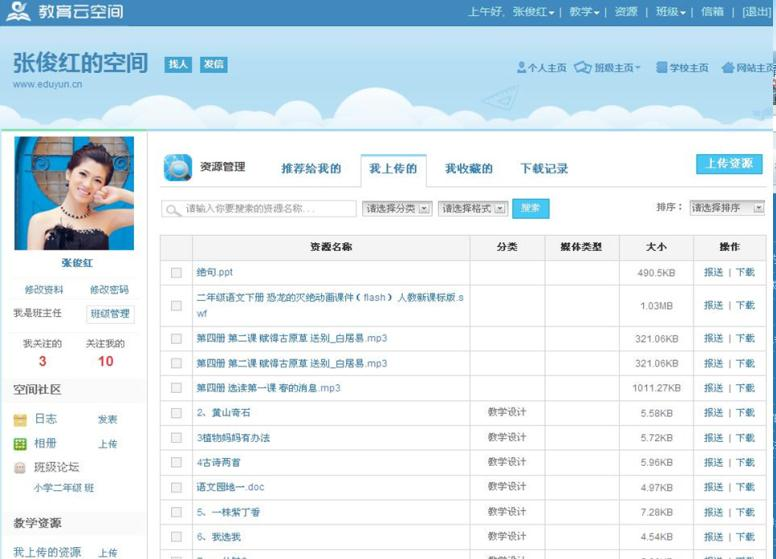 教育云空间
上午好, 张俊红 | 教学 | 资源 | 班级 | 信箱 | [退出]
张俊红的空间 找人 发信
www.eduyun.cn
个人主页 班级主页 学校主页 网站主页
资源管理 推荐给我的 我上传的 我收藏的 下载记录 上传资源
请输入你要搜索的资源名称... 请选择分类 请选择格式 搜索 排序： 请选择排序
张俊红
修改资料 修改密码
我是班主任 班级管理
我关注的 关注我的
3 10
空间社区
日志 发表
相册 上传
班级论坛
小学二年级 班
教学资源
我上传的资源 上传
资源名称 分类 媒体类型 大小 操作
绝句.ppt 490.5KB 报送 | 下载
二年级语文下册 恐龙的灭绝动画课件（flash）人教新课标版.s
wf 1.03MB 报送 | 下载
第四册 第二课 赋得古原草 送别_白居易.mp3 321.06KB 报送 | 下载
第四册 第二课 赋得古原草 送别_白居易.mp3 321.06KB 报送 | 下载
第四册 选读第一课 春的消息.mp3 1011.27KB 报送 | 下载
2、黄山奇石 教学设计 5.58KB 报送 | 下载
3植物妈妈有办法 教学设计 5.72KB 报送 | 下载
4古诗两首 教学设计 5.96KB 报送 | 下载
语文园地一.doc 教学设计 4.97KB 报送 | 下载
5、一株紫丁香 教学设计 7.28KB 报送 | 下载
6、我选我 教学设计 4.54KB 报送 | 下载